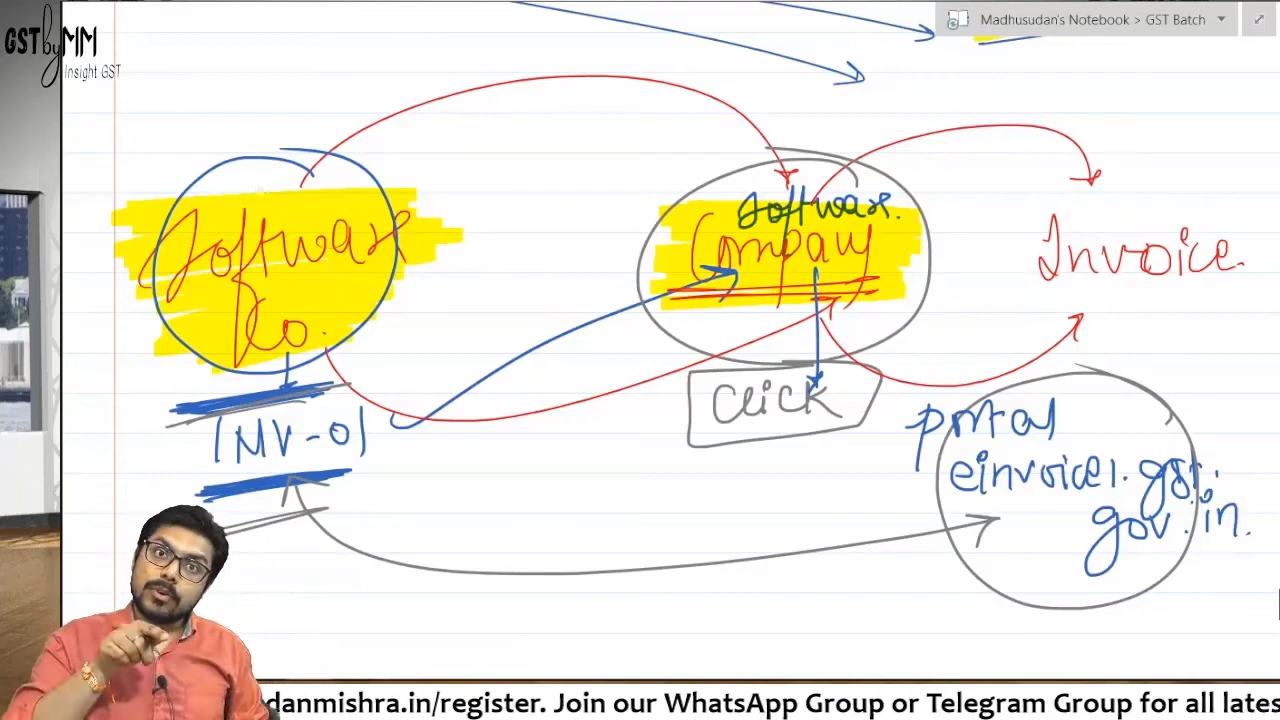 GST by MM
Insight GST
Madhusudan's Notebook > GST Batch
Software
Co.
Software.
Company
Invoice.
INV-01
Click
portal
einvoice1.gst.
gov.in.
danmishra.in/register. Join our WhatsApp Group or Telegram Group for all lates